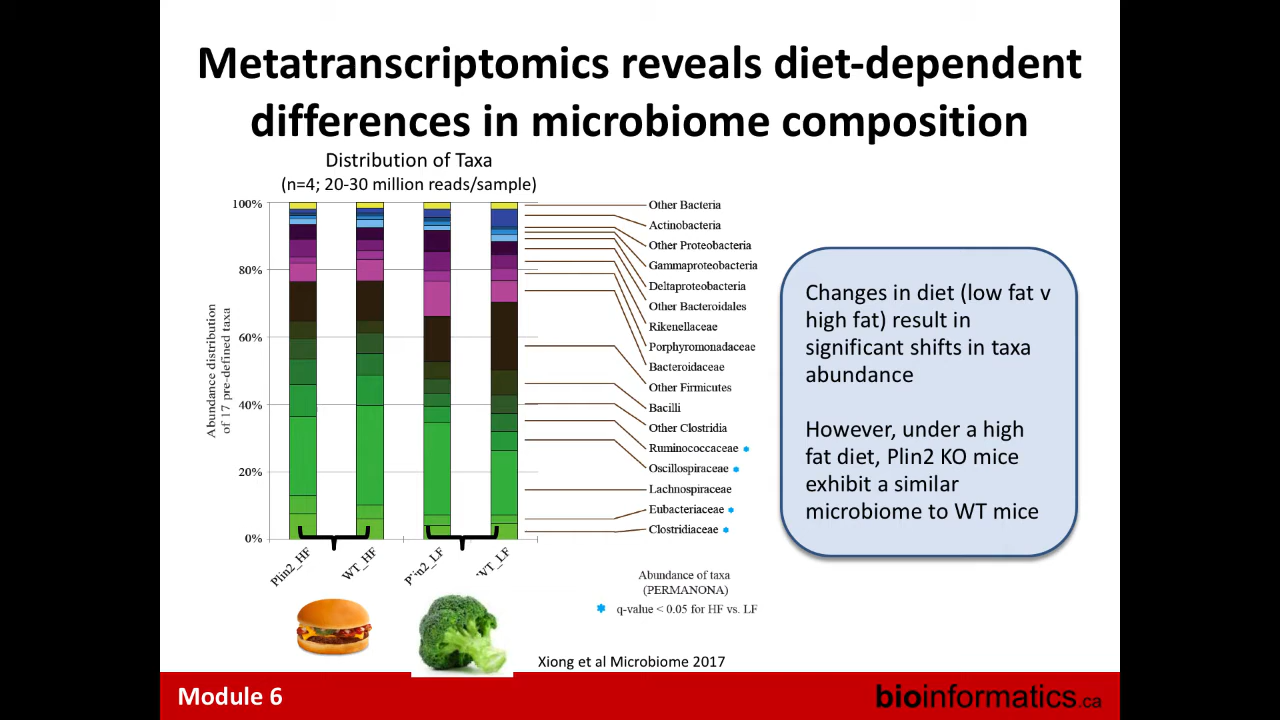 Metatranscriptomics reveals diet-dependent
differences in microbiome composition
Distribution of Taxa
(n=4; 20-30 million reads/sample)
Abundance distribution
of 17 pre-defined taxa
100%
80%
60%
40%
20%
0%
Plin2_HF
WT_HF
Plin2_LF
WT_LF
Other Bacteria
Actinobacteria
Other Proteobacteria
Gammaproteobacteria
Deltaproteobacteria
Other Bacteroidales
Rikenellaceae
Porphyromonadaceae
Bacteroidaceae
Other Firmicutes
Bacilli
Other Clostridia
Ruminococcaceae
Oscillospiraceae
Lachnospiraceae
Eubacteriaceae
Clostridiaceae
Abundance of taxa
(PERMANONA)
q-value < 0.05 for HF vs. LF
Changes in diet (low fat v
high fat) result in
significant shifts in taxa
abundance
However, under a high
fat diet, Plin2 KO mice
exhibit a similar
microbiome to WT mice
Xiong et al Microbiome 2017
Module 6
bioinformatics.ca